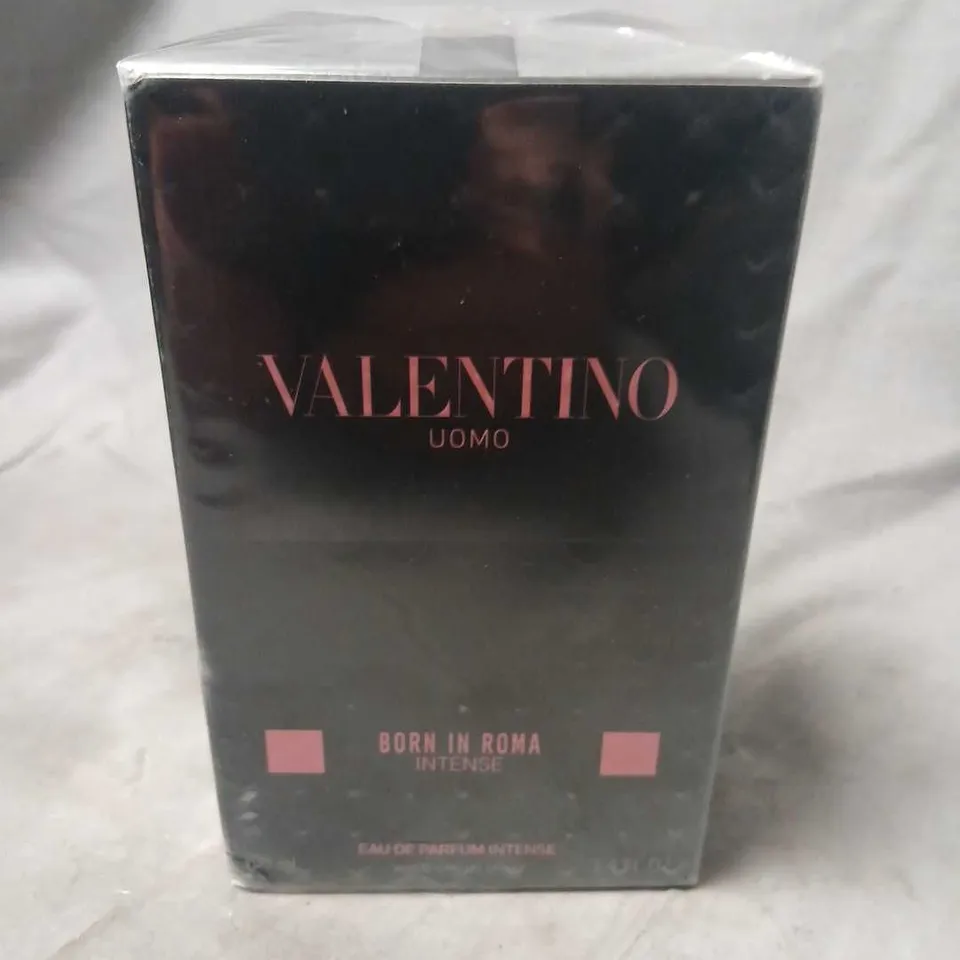 VALENTINO
UOMO
BORN IN ROMA
INTENSE
EAU DE PARFUM INTENSE